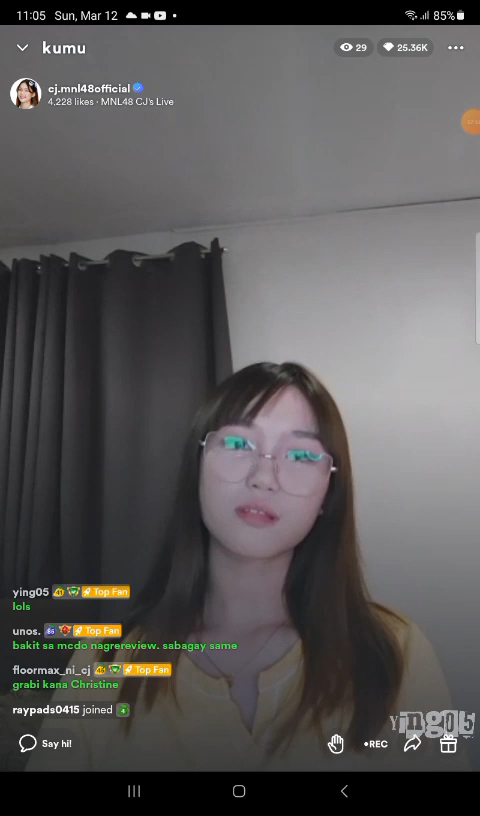 11:05 Sun, Mar 12 85%
kumu 29 25.36K
cj.mnl48official
4,228 likes · MNL48 CJ's Live
ying05 Top Fan
lols
unos. Top Fan
bakit sa mcdo nagrereview. sabagay same
floormax_ni_cj Top Fan
grabi kana Christine
raypads0415 joined
Ying05
Say hi! •REC